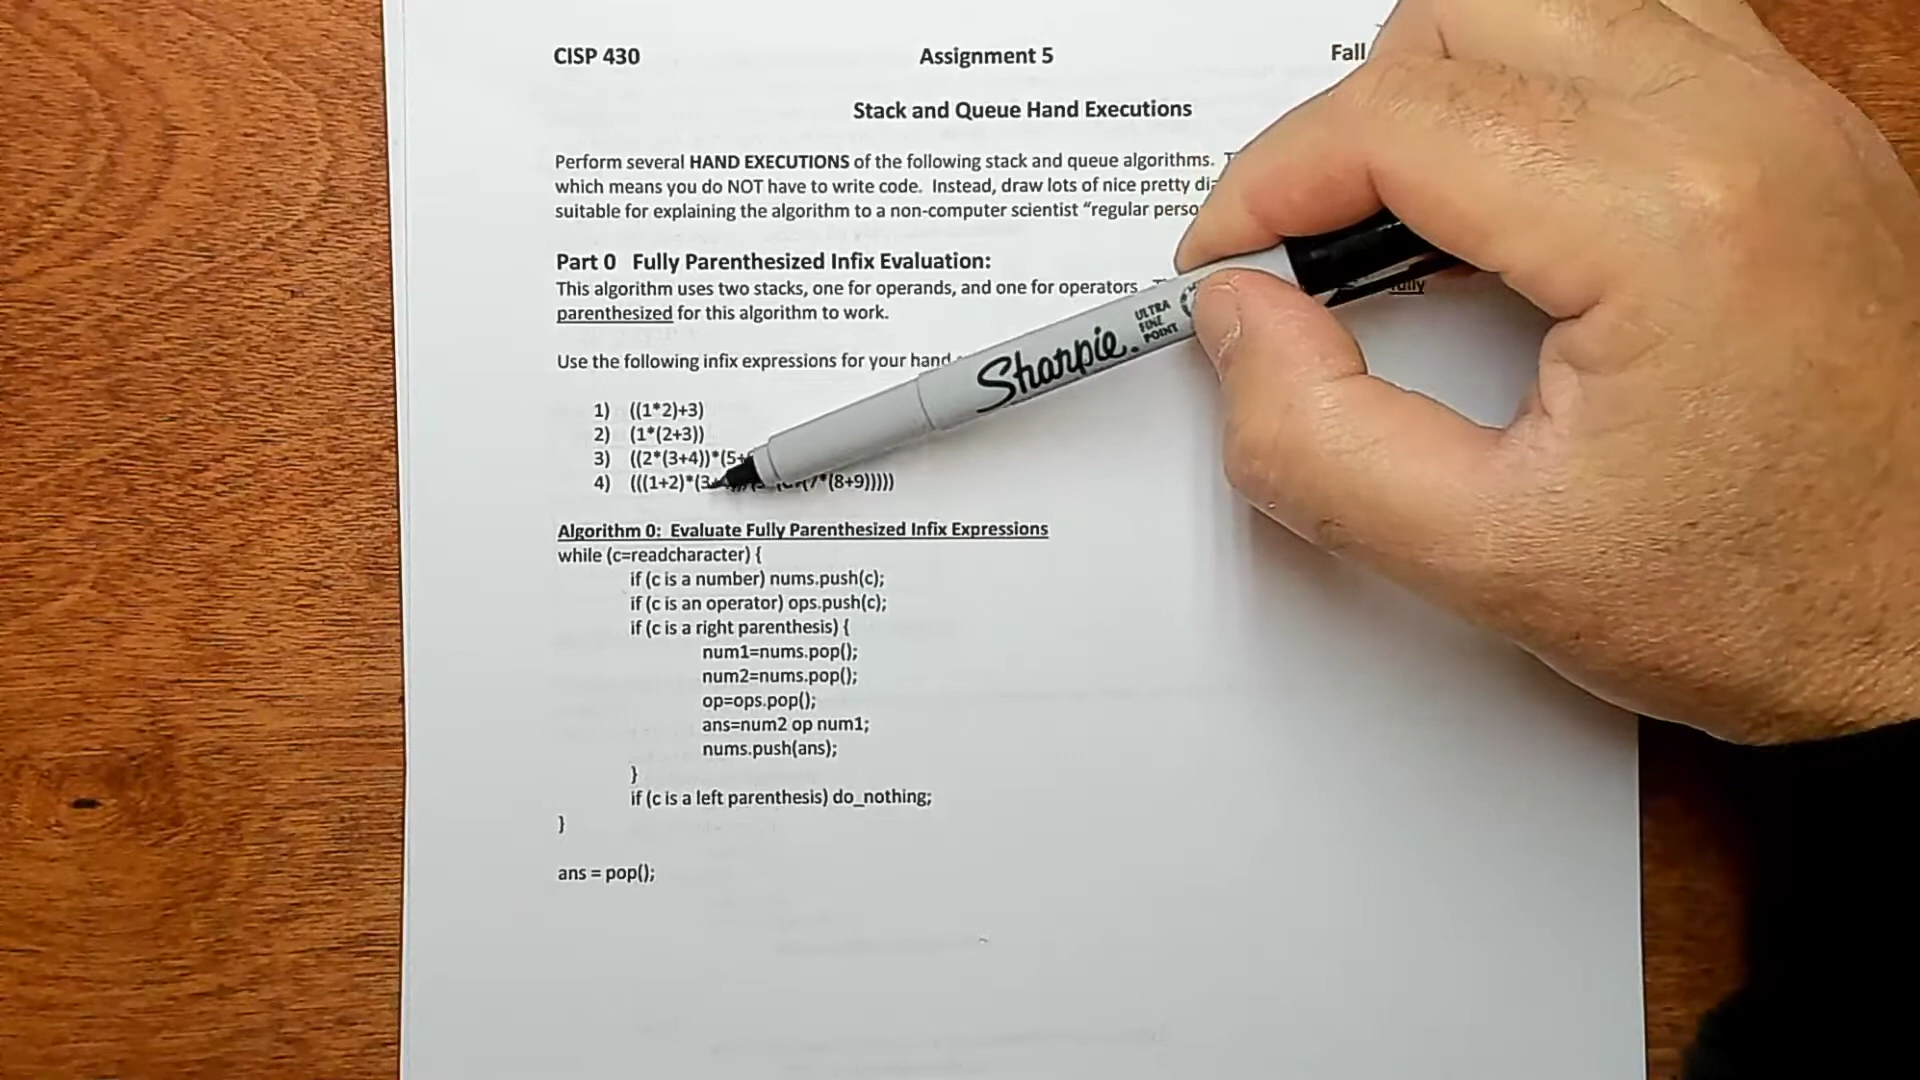 CISP 430 Assignment 5 Fall
Stack and Queue Hand Executions
Perform several HAND EXECUTIONS of the following stack and queue algorithms.
which means you do NOT have to write code. Instead, draw lots of nice pretty
suitable for explaining the algorithm to a non-computer scientist “regular
Part 0 Fully Parenthesized Infix Evaluation:
This algorithm uses two stacks, one for operands, and one for operators fully
parenthesized for this algorithm to work.
Use the following infix expressions for your hand
1) ((1*2)+3)
2) (1*(2+3))
3) ((2*(3+4))*(5+
4) (((1+2)*(3+ (7*(8+9)))))
Algorithm 0: Evaluate Fully Parenthesized Infix Expressions
while (c=readcharacter) {
if (c is a number) nums.push(c);
if (c is an operator) ops.push(c);
if (c is a right parenthesis) {
num1=nums.pop();
num2=nums.pop();
op=ops.pop();
ans=num2 op num1;
nums.push(ans);
}
if (c is a left parenthesis) do_nothing;
}
ans = pop();
Sharpie.
ULTRA
FINE
POINT